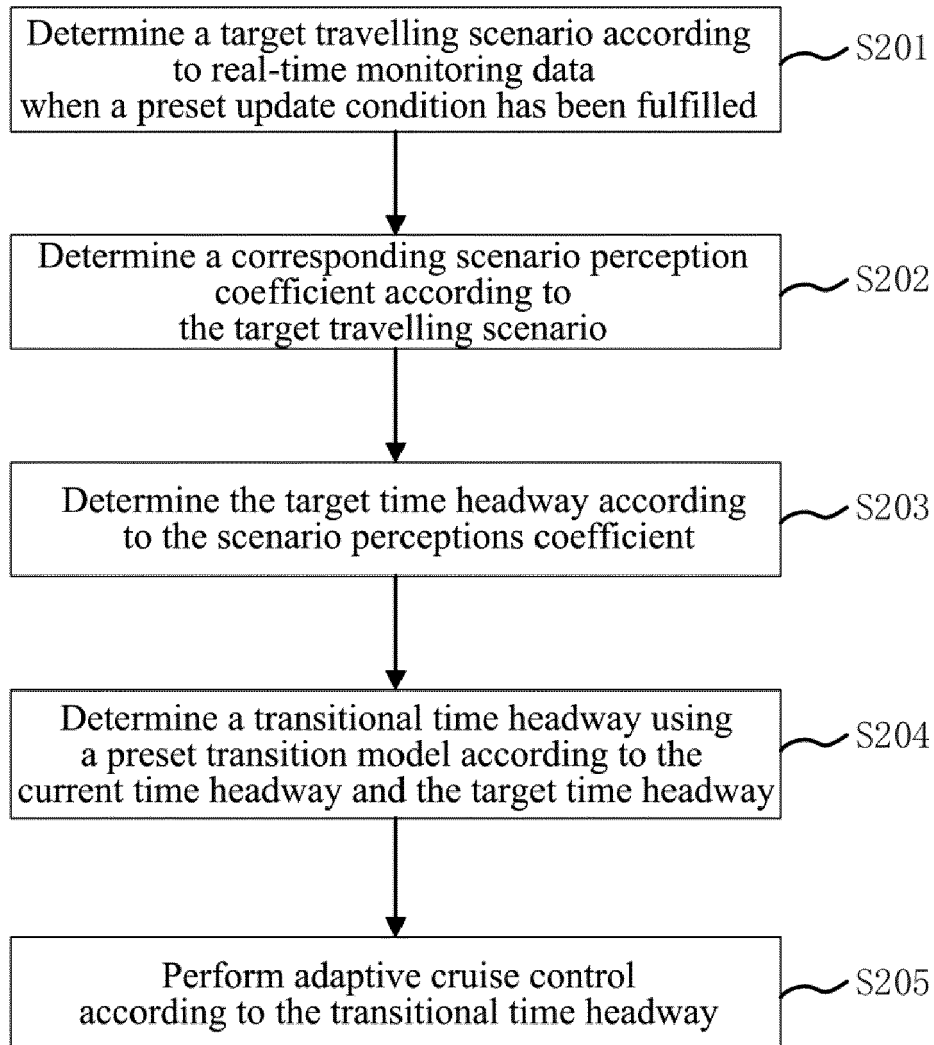 Determine a target travelling scenario according
to real-time monitoring data
when a preset update condition has been fulfilled
S201
Determine a corresponding scenario perception
coefficient according to
the target travelling scenario
S202
Determine the target time headway according
to the scenario perceptions coefficient
S203
Determine a transitional time headway using
a preset transition model according to the
current time headway and the target time headway
S204
Perform adaptive cruise control
according to the transitional time headway
S205